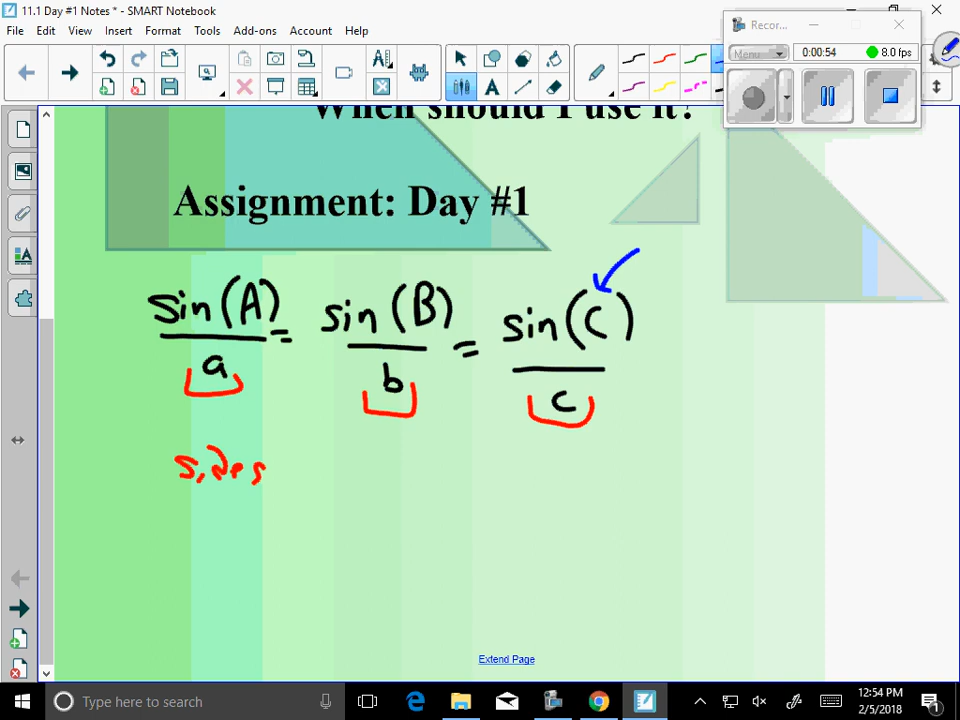 11.1 Day #1 Notes * - SMART Notebook
File Edit View Insert Format Tools Add-ons Account Help
Recor...
Menu 0:00:54 8.0 fps
When should I use it?
Assignment: Day #1
sin(A)/a = sin(B)/b = sin(C)/c
sides
Extend Page
Type here to search
12:54 PM
2/5/2018
1